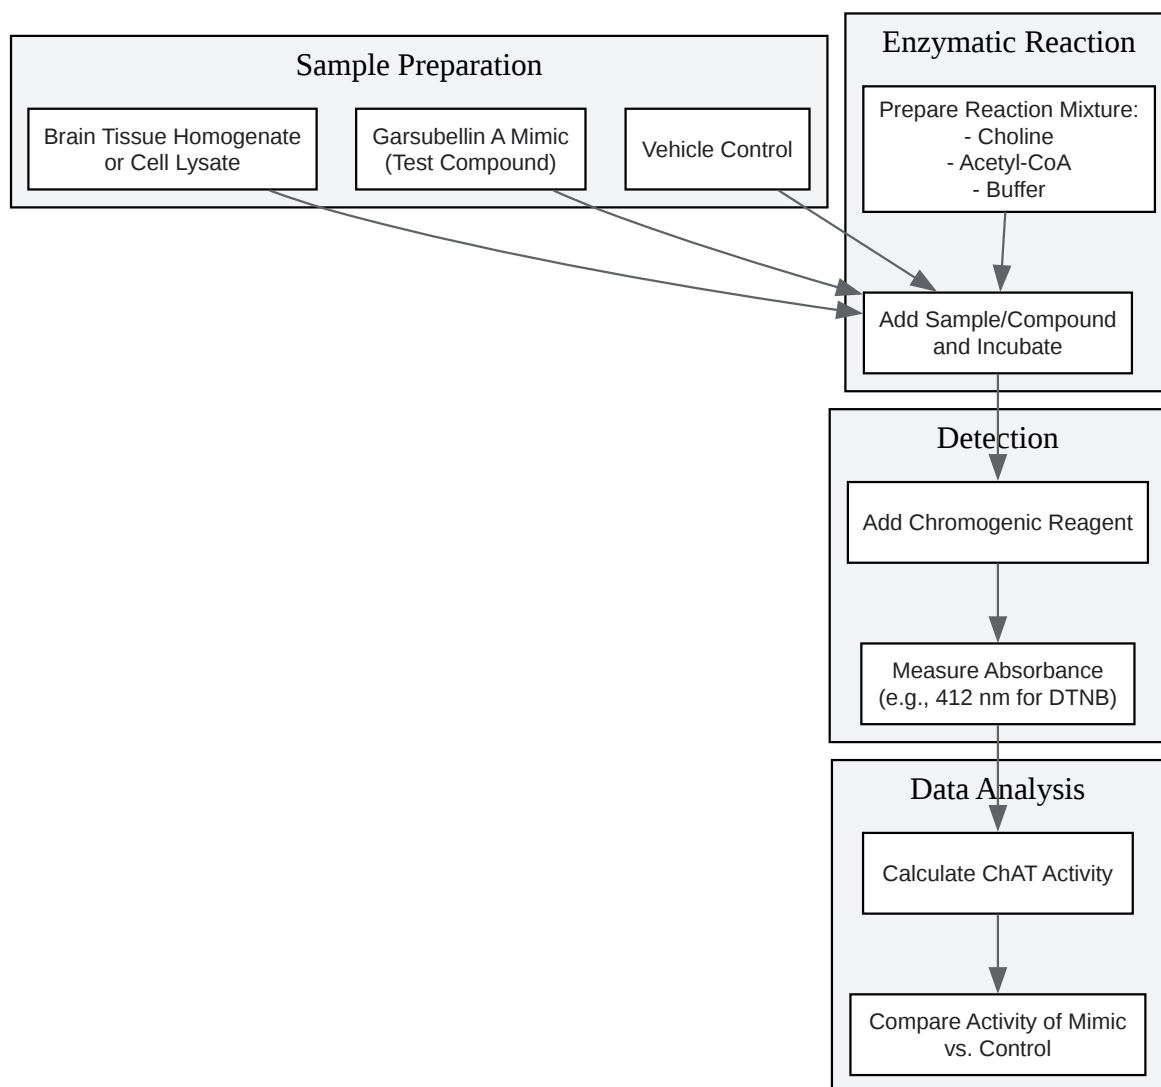 Sample Preparation
Brain Tissue Homogenate
or Cell Lysate
Garsubellin A Mimic
(Test Compound)
Vehicle Control
Enzymatic Reaction
Prepare Reaction Mixture:
- Choline
- Acetyl-CoA
- Buffer
Add Sample/Compound
and Incubate
Detection
Add Chromogenic Reagent
Measure Absorbance
(e.g., 412 nm for DTNB)
Data Analysis
Calculate ChAT Activity
Compare Activity of Mimic
vs. Control